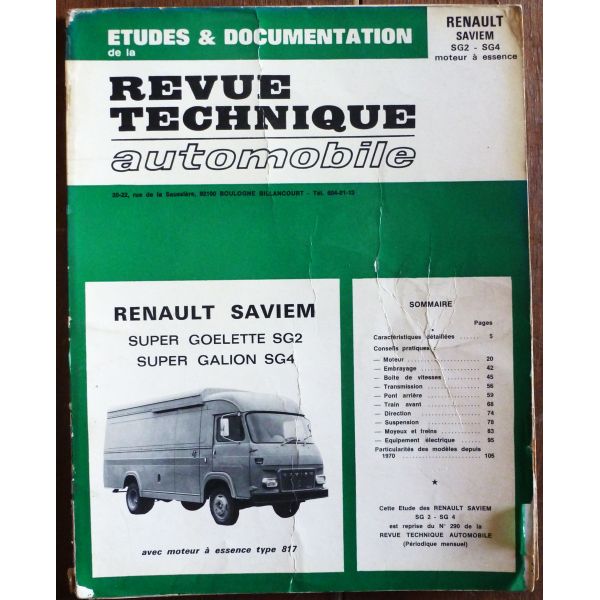 ETUDES & DOCUMENTATION
de la
RENAULT
SAVIEM
SG2 - SG4
moteur à essence
REVUE
TECHNIQUE
automobile
20-22, rue de la Saussière, 92100 BOULOGNE BILLANCOURT - Tél. 604-81-13
RENAULT SAVIEM
SUPER GOELETTE SG2
SUPER GALION SG4
SAVIEM
avec moteur à essence type 817
SOMMAIRE
Pages
Caractéristiques détaillées ...... 5
Conseils pratiques :
— Moteur .................... 20
— Embrayage ................ 42
— Boîte de vitesses ............ 45
— Transmission ............... 56
— Pont arrière ................ 59
— Train avant ................ 68
— Direction .................. 74
— Suspension ................ 78
— Moyeux et freins ............ 83
— Equipement électrique ....... 95
Particularités des modèles depuis
1970 ........................ 105
★
Cette Etude des RENAULT SAVIEM
SG 2 - SG 4
est reprise du N° 290 de la
REVUE TECHNIQUE AUTOMOBILE
(Périodique mensuel)